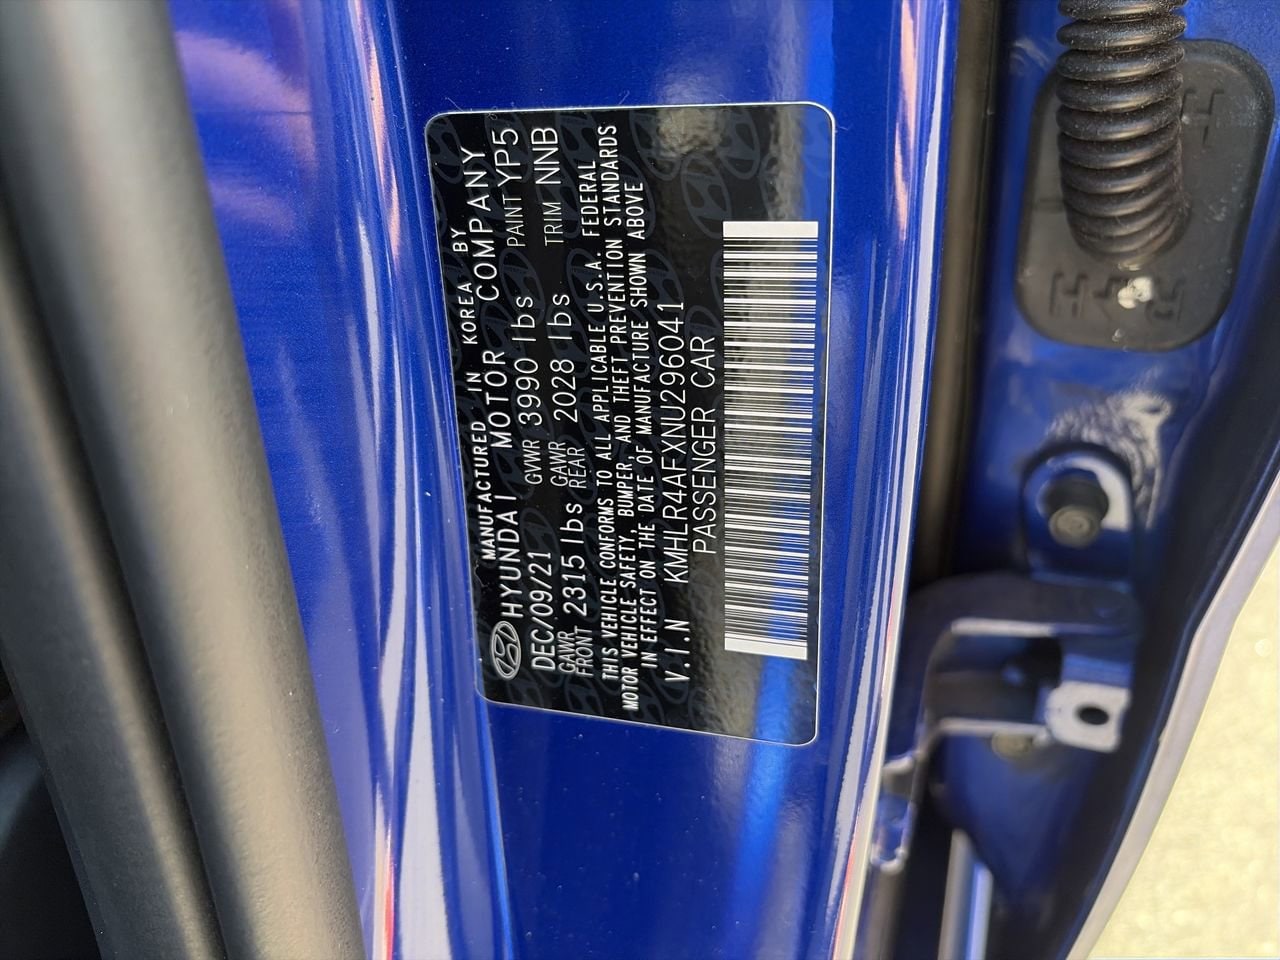 MANUFACTURED IN KOREA BY
HYUNDAI MOTOR COMPANY
DEC/09/21 GVWR 3990 lbs PAINT YP5
GAWR FRONT 2315 lbs GAWR REAR 2028 lbs TRIM NNB
THIS VEHICLE CONFORMS TO ALL APPLICABLE U.S.A. FEDERAL
MOTOR VEHICLE SAFETY, BUMPER, AND THEFT PREVENTION STANDARDS
IN EFFECT ON THE DATE OF MANUFACTURE SHOWN ABOVE
V.I.N KMHLR4AFXNU296041
PASSENGER CAR